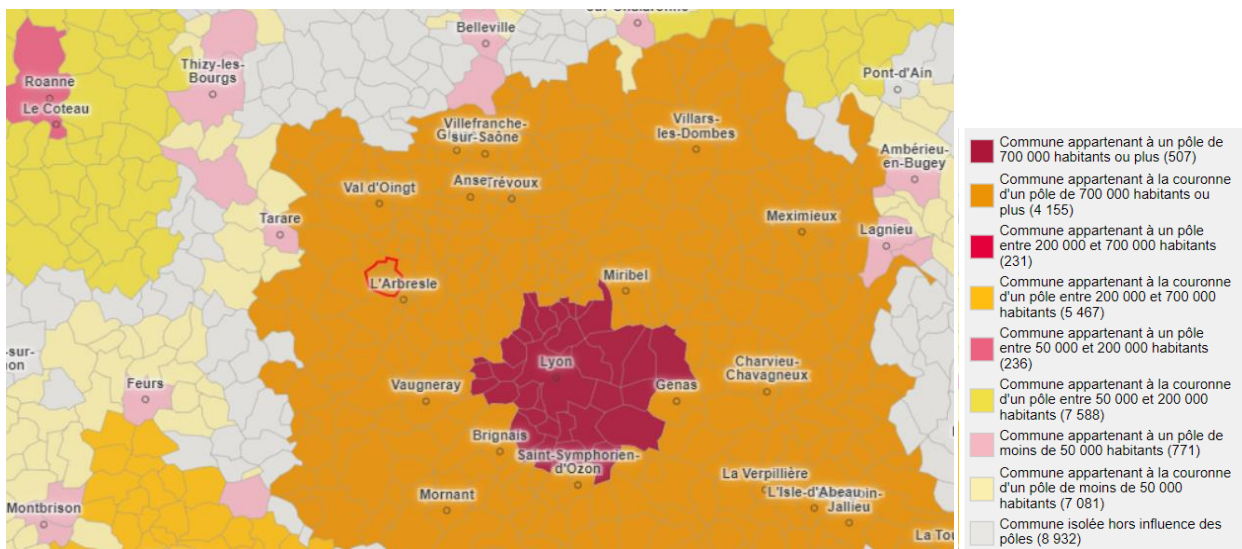 Belleville
Thizy-les-
Bourgs
Roanne
Le Coteau
Pont-d'Ain
Villefranche-
sur-Saône
Villars-
les-Dombes
Ambérieu-
en-Bugey
Val d'Oingt
Trévoux
Tarare
Meximieux
Lagnieu
L'Arbresle
Miribel
Lyon
Feurs
Vaugneray
Genas
Charvieu-
Chavagneux
Brignais
Saint-Symphorien-
d'Ozon
La Verpillière
L'Isle-d'Abeau
Jallieu
Mornant
Montbrison
Commune appartenant à un pôle de
700 000 habitants ou plus (507)
Commune appartenant à la couronne
d'un pôle de 700 000 habitants ou
plus (4 155)
Commune appartenant à un pôle
entre 200 000 et 700 000 habitants
(231)
Commune appartenant à la couronne
d'un pôle entre 200 000 et 700 000
habitants (5 467)
Commune appartenant à un pôle
entre 50 000 et 200 000 habitants
(236)
Commune appartenant à la couronne
d'un pôle entre 50 000 et 200 000
habitants (7 588)
Commune appartenant à un pôle de
moins de 50 000 habitants (771)
Commune appartenant à la couronne
d'un pôle de moins de 50 000
habitants (7 081)
Commune isolée hors influence des
pôles (8 932)